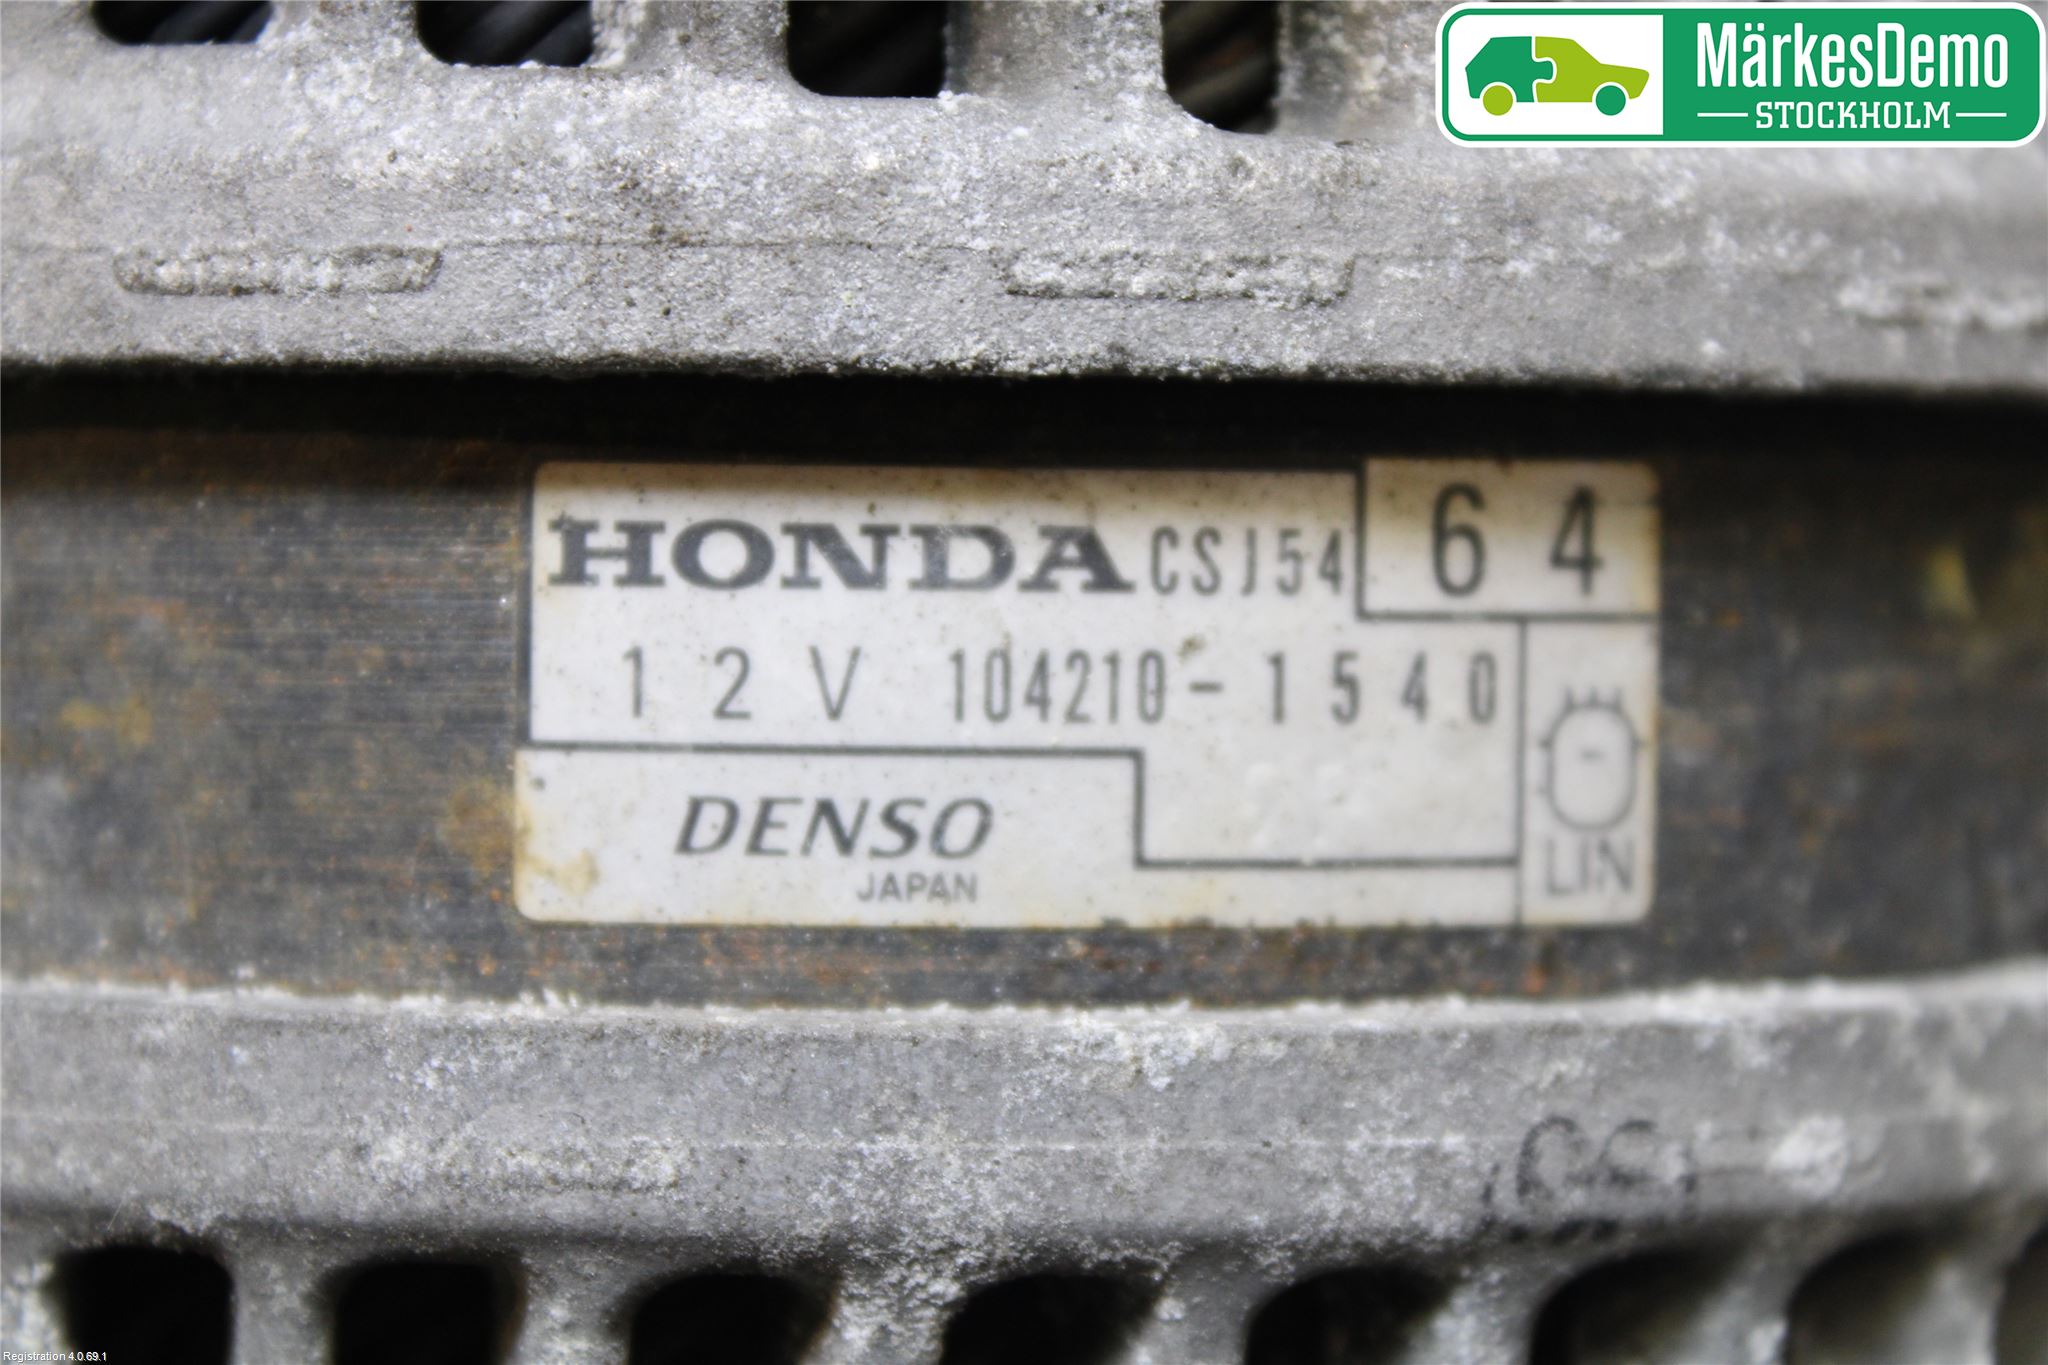 MärkesDemo
STOCKHOLM
HONDA CSJ54 64
12V 104210-1540
DENSO
JAPAN
LIN
Registration 4.0.69.1